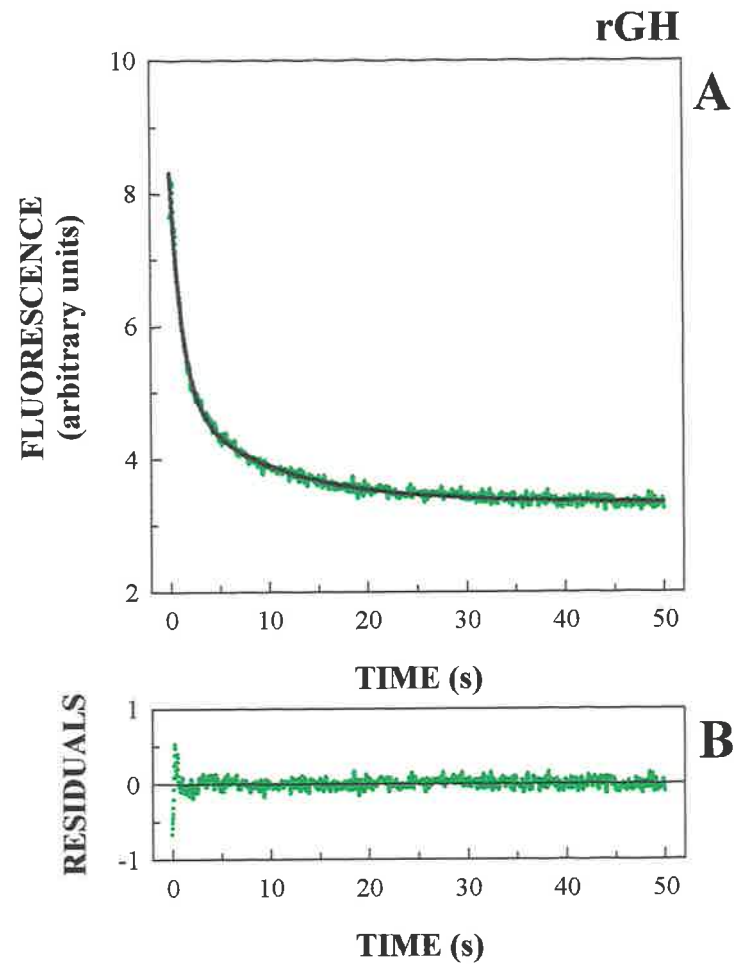 rGH
A
10
8
6
4
2
FLUORESCENCE
(arbitrary units)
0 10 20 30 40 50
TIME (s)
B
1
0
-1
RESIDUALS
0 10 20 30 40 50
TIME (s)